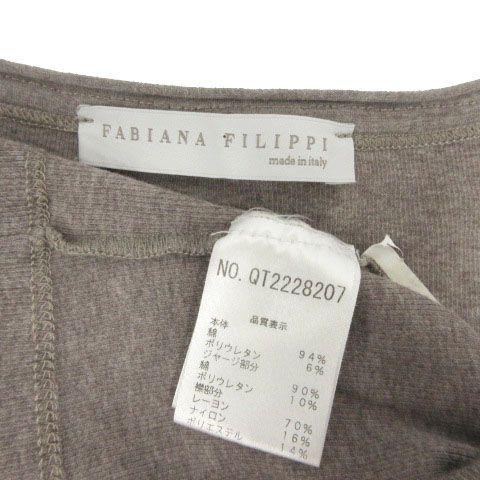 FABIANA FILIPPI
made in italy
NO. QT2228207
品質表示
本体
綿 94%
ポリウレタン 6%
ジャージ部分
綿 90%
ポリウレタン 10%
襟部分
レーヨン 70%
ナイロン 16%
ポリエステル 14%